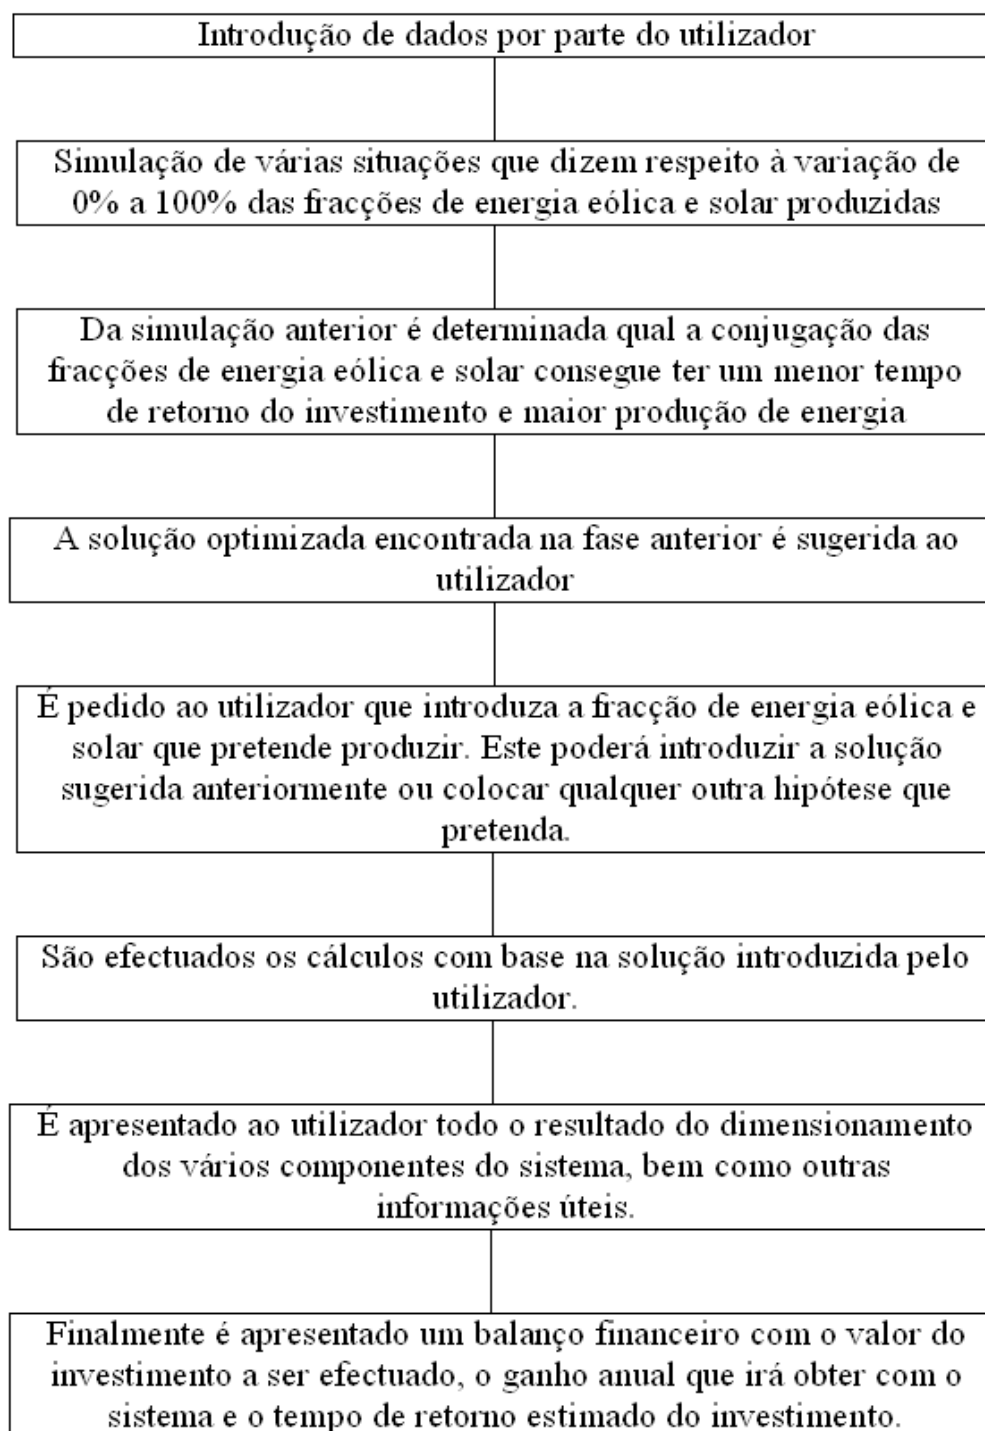 Introdução de dados por parte do utilizador
Simulação de várias situações que dizem respeito à variação de
0% a 100% das fracções de energia eólica e solar produzidas
Da simulação anterior é determinada qual a conjugação das
fracções de energia eólica e solar consegue ter um menor tempo
de retorno do investimento e maior produção de energia
A solução optimizada encontrada na fase anterior é sugerida ao
utilizador
É pedido ao utilizador que introduza a fracção de energia eólica e
solar que pretende produzir. Este poderá introduzir a solução
sugerida anteriormente ou colocar qualquer outra hipótese que
pretenda.
São efectuados os cálculos com base na solução introduzida pelo
utilizador.
É apresentado ao utilizador todo o resultado do dimensionamento
dos vários componentes do sistema, bem como outras
informações úteis.
Finalmente é apresentado um balanço financeiro com o valor do
investimento a ser efectuado, o ganho anual que irá obter com o
sistema e o tempo de retorno estimado do investimento.